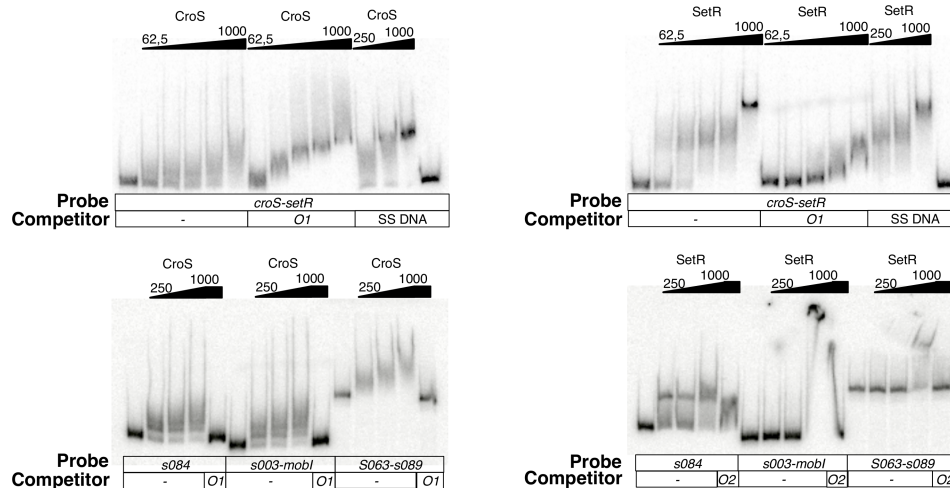 CroS CroS CroS
62,5 1000 62,5 1000 250 1000
Probe croS-setR
Competitor - O1 SS DNA
SetR SetR SetR
62,5 1000 62,5 1000 250 1000
Probe croS-setR
Competitor - O1 SS DNA
CroS CroS CroS
250 1000 250 1000 250 1000
Probe s084 s003-mobI S063-s089
Competitor - O1 - O1 - O1
SetR SetR SetR
250 1000 250 1000 250 1000
Probe s084 s003-mobI S063-s089
Competitor - O2 - O2 - O2